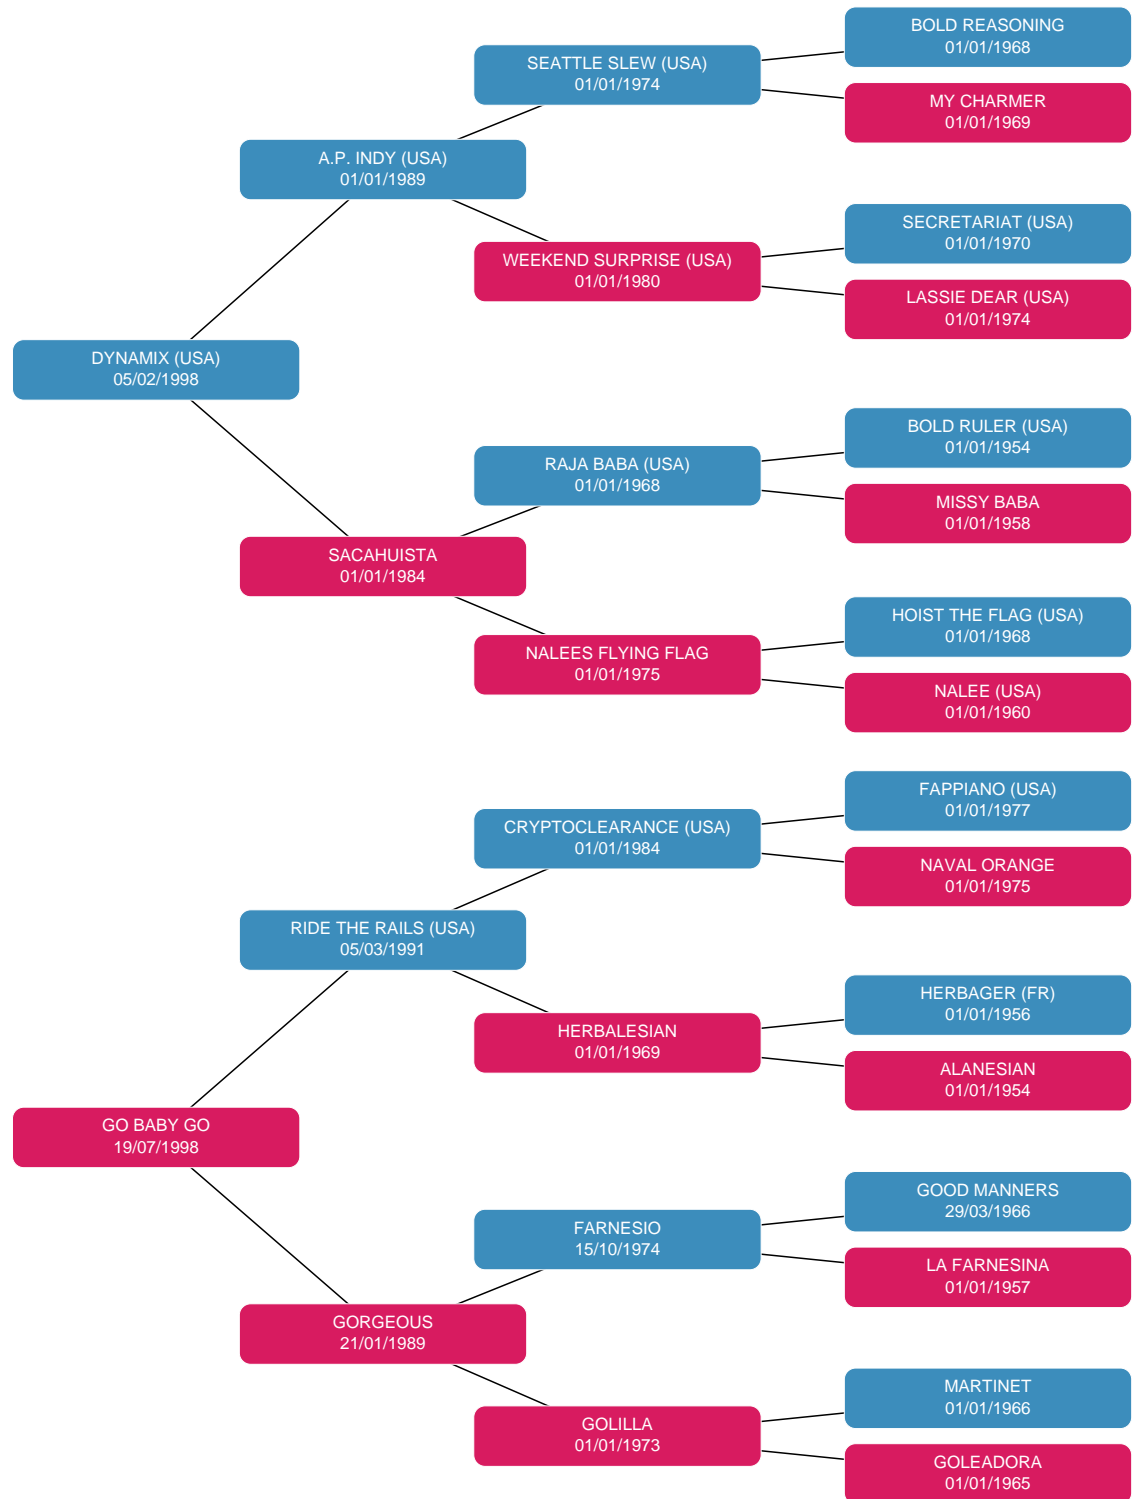 BOLD REASONING
01/01/1968
SEATTLE SLEW (USA)
01/01/1974
MY CHARMER
01/01/1969
A.P. INDY (USA)
01/01/1989
SECRETARIAT (USA)
01/01/1970
WEEKEND SURPRISE (USA)
01/01/1980
LASSIE DEAR (USA)
01/01/1974
DYNAMIX (USA)
05/02/1998
BOLD RULER (USA)
01/01/1954
RAJA BABA (USA)
01/01/1968
MISSY BABA
01/01/1958
SACAHUISTA
01/01/1984
HOIST THE FLAG (USA)
01/01/1968
NALEES FLYING FLAG
01/01/1975
NALEE (USA)
01/01/1960
FAPPIANO (USA)
01/01/1977
CRYPTOCLEARANCE (USA)
01/01/1984
NAVAL ORANGE
01/01/1975
RIDE THE RAILS (USA)
05/03/1991
HERBAGER (FR)
01/01/1956
HERBALESIAN
01/01/1969
ALANESIAN
01/01/1954
GO BABY GO
19/07/1998
GOOD MANNERS
29/03/1966
FARNESIO
15/10/1974
LA FARNESINA
01/01/1957
GORGEOUS
21/01/1989
MARTINET
01/01/1966
GOLILLA
01/01/1973
GOLEADORA
01/01/1965